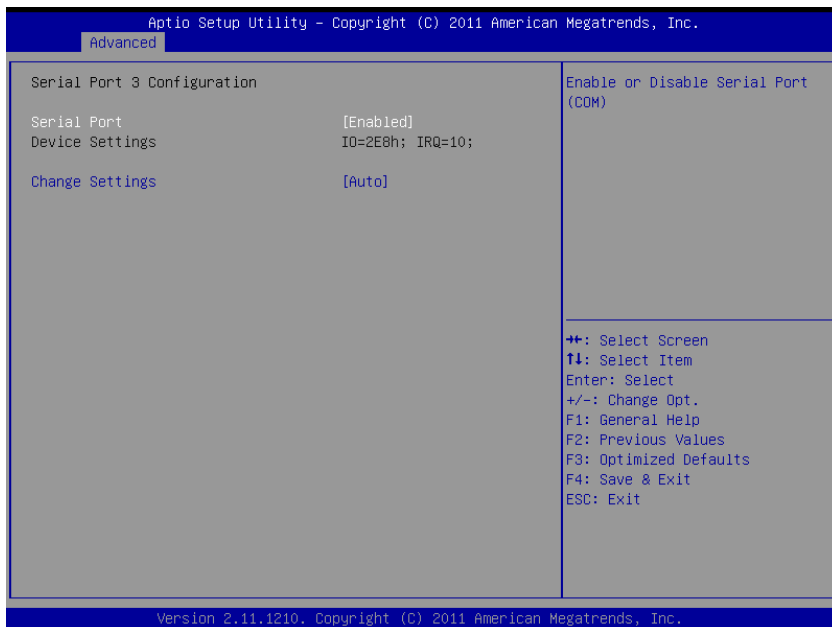 Aptio Setup Utility – Copyright (C) 2011 American Megatrends, Inc.
Advanced
Serial Port 3 Configuration
Serial Port [Enabled]
Device Settings IO=2E8h; IRQ=10;
Change Settings [Auto]
Enable or Disable Serial Port
(COM)
→←: Select Screen
↑↓: Select Item
Enter: Select
+/-: Change Opt.
F1: General Help
F2: Previous Values
F3: Optimized Defaults
F4: Save & Exit
ESC: Exit
Version 2.11.1210. Copyright (C) 2011 American Megatrends, Inc.